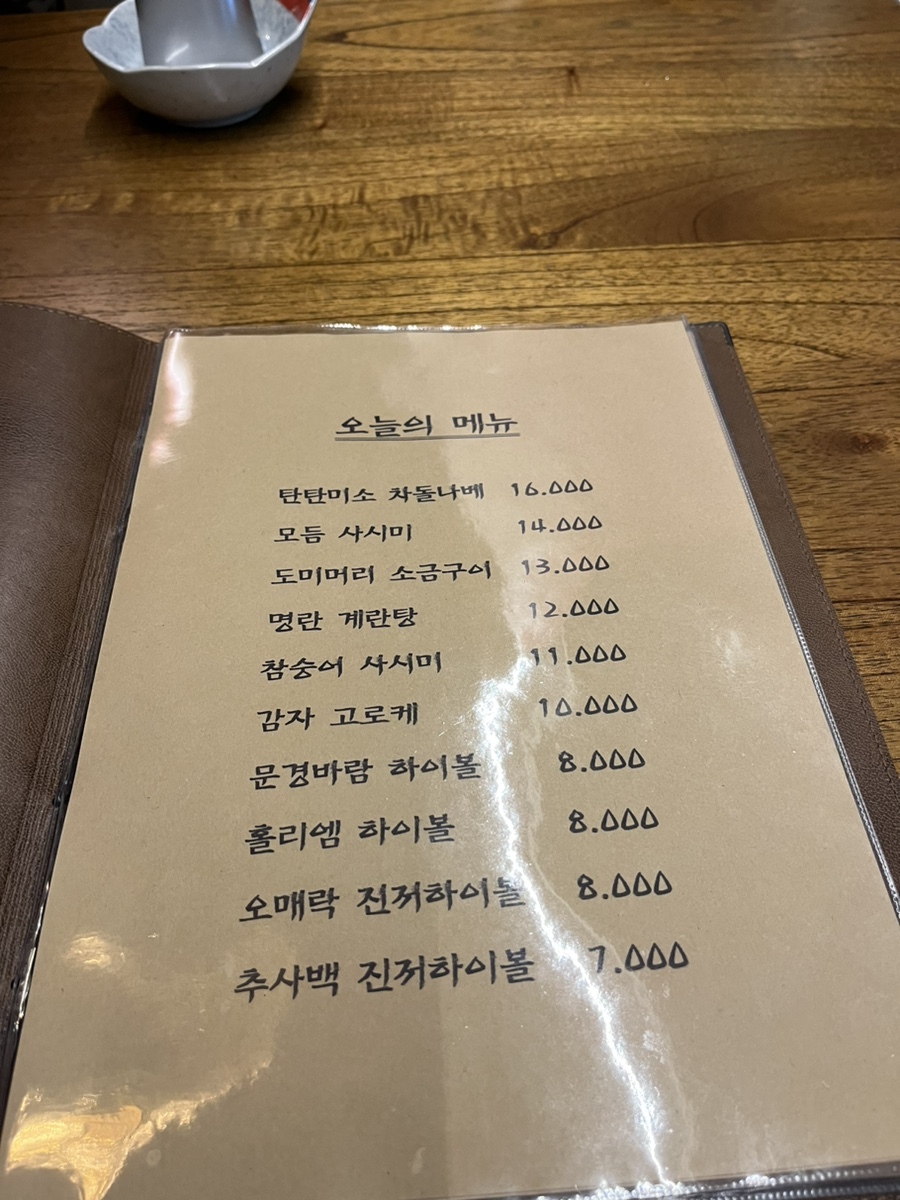 오늘의 메뉴
탄탄미소 차돌나베 16.000
모듬 사시미 14.000
도미머리 소금구이 13.000
명란 계란탕 12.000
참숭어 사시미 11.000
감자 고로케 10.000
문경바람 하이볼 8.000
홀리엠 하이볼 8.000
오매락 진저하이볼 8.000
추사백 진저하이볼 7.000